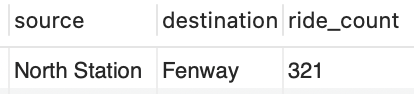 source destination ride_count
North Station Fenway 321